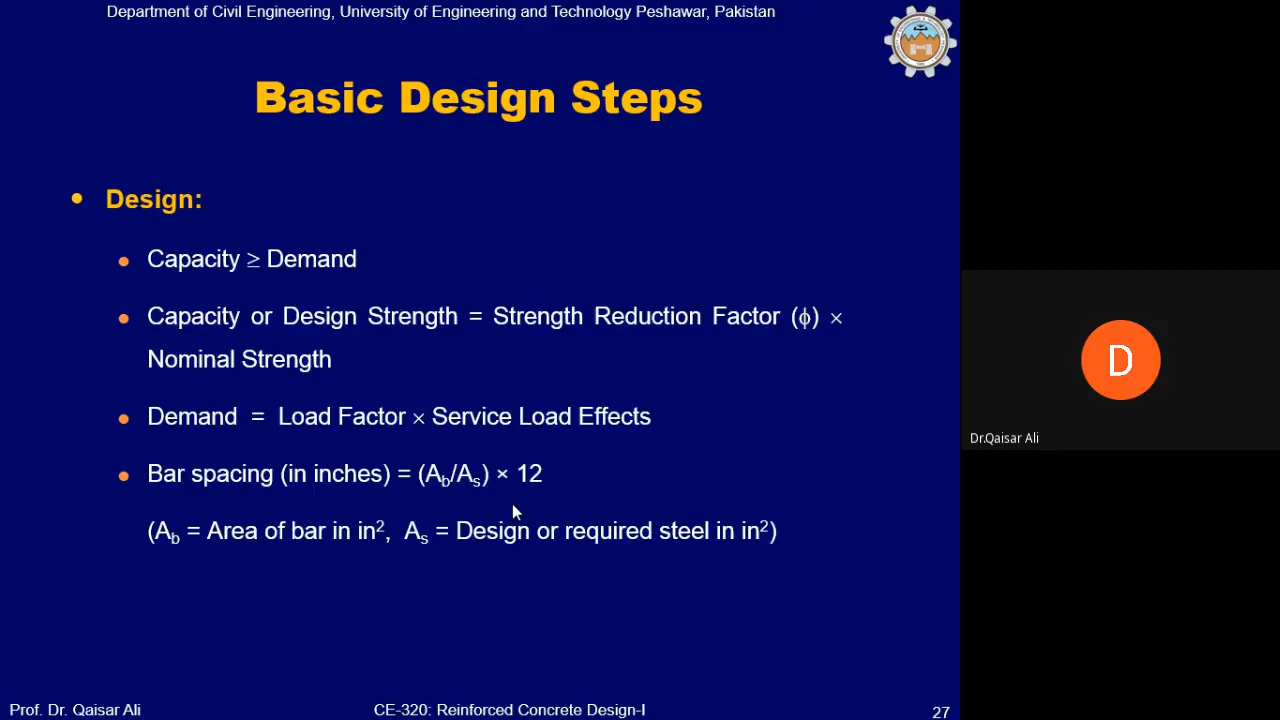 Department of Civil Engineering, University of Engineering and Technology Peshawar, Pakistan
Basic Design Steps
• Design:
• Capacity ≥ Demand
• Capacity or Design Strength = Strength Reduction Factor (ϕ) ×
Nominal Strength
• Demand = Load Factor × Service Load Effects
• Bar spacing (in inches) = (Ab/As) × 12
(Ab = Area of bar in in², As = Design or required steel in in²)
D
Dr.Qaisar Ali
Prof. Dr. Qaisar Ali
CE-320: Reinforced Concrete Design-I
27